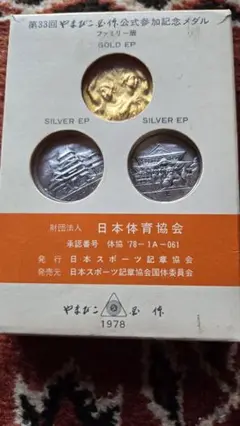 第33回 やまびこ国体 公式参加記念メダル
ファミリー版
GOLD EP
SILVER EP
SILVER EP
財団法人 日本体育協会
承認番号 体協 '78-1A-061
発行 日本スポーツ記章協会
発売元 日本スポーツ記章協会国体委員会
やまびこ国体
1978